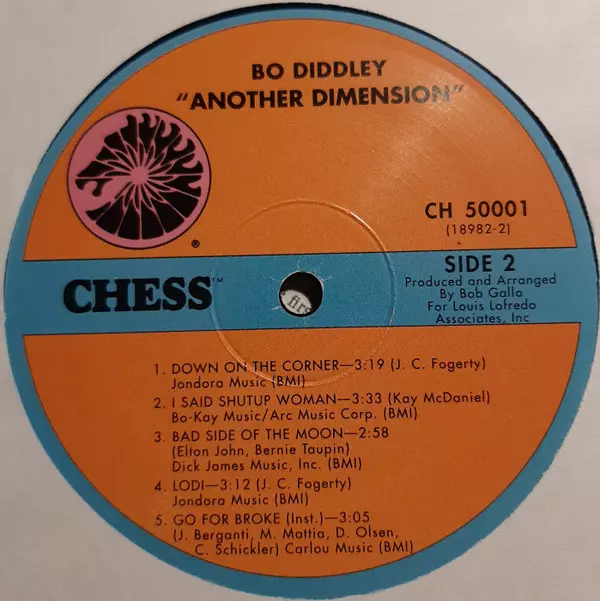 BO DIDDLEY
"ANOTHER DIMENSION"
®
CH 50001
(18982-2)
CHESS™
SIDE 2
Produced and Arranged
By Bob Gallo
For Louis Lofredo
Associates, Inc
firs
1. DOWN ON THE CORNER—3:19 (J. C. Fogerty)
Jondora Music (BMI)
2. I SAID SHUTUP WOMAN—3:33 (Kay McDaniel)
Bo-Kay Music/Arc Music Corp. (BMI)
3. BAD SIDE OF THE MOON—2:58
(Elton John, Bernie Taupin)
Dick James Music, Inc. (BMI)
4. LODI—3:12 (J. C. Fogerty)
Jondora Music (BMI)
5. GO FOR BROKE (Inst.)—3:05
(J. Berganti, M. Mattia, D. Olsen,
C. Schickler) Carlou Music (BMI)